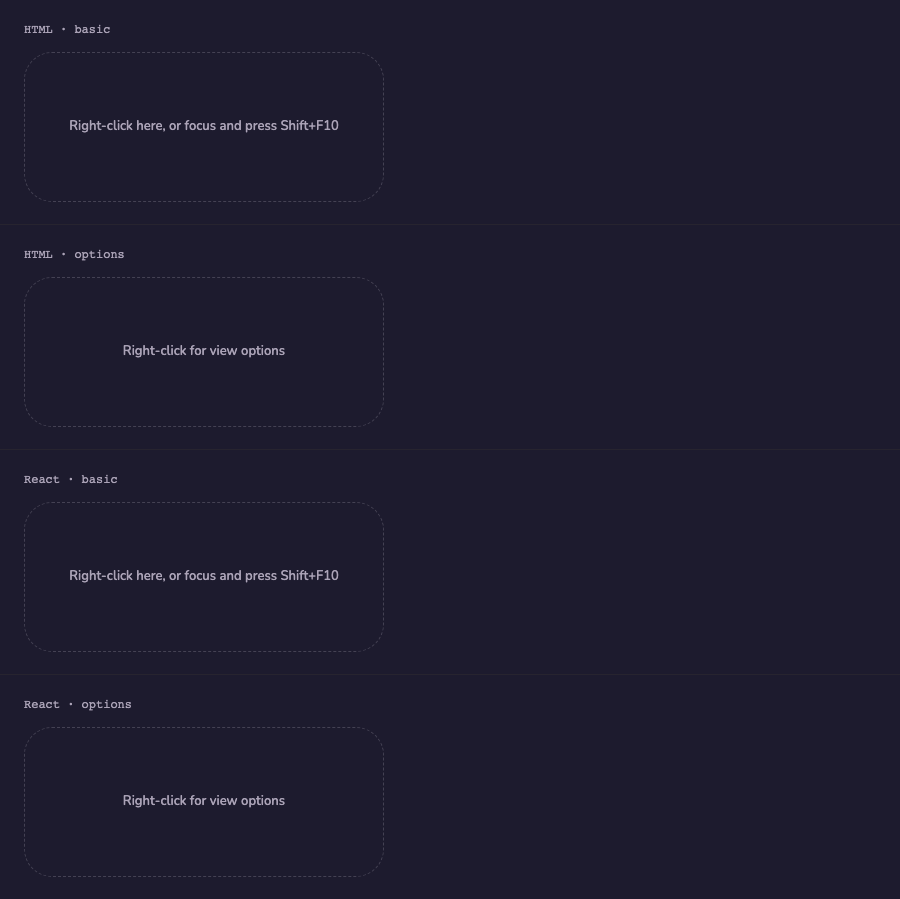 HTML · basic
Right-click here, or focus and press Shift+F10
HTML · options
Right-click for view options
React · basic
Right-click here, or focus and press Shift+F10
React · options
Right-click for view options